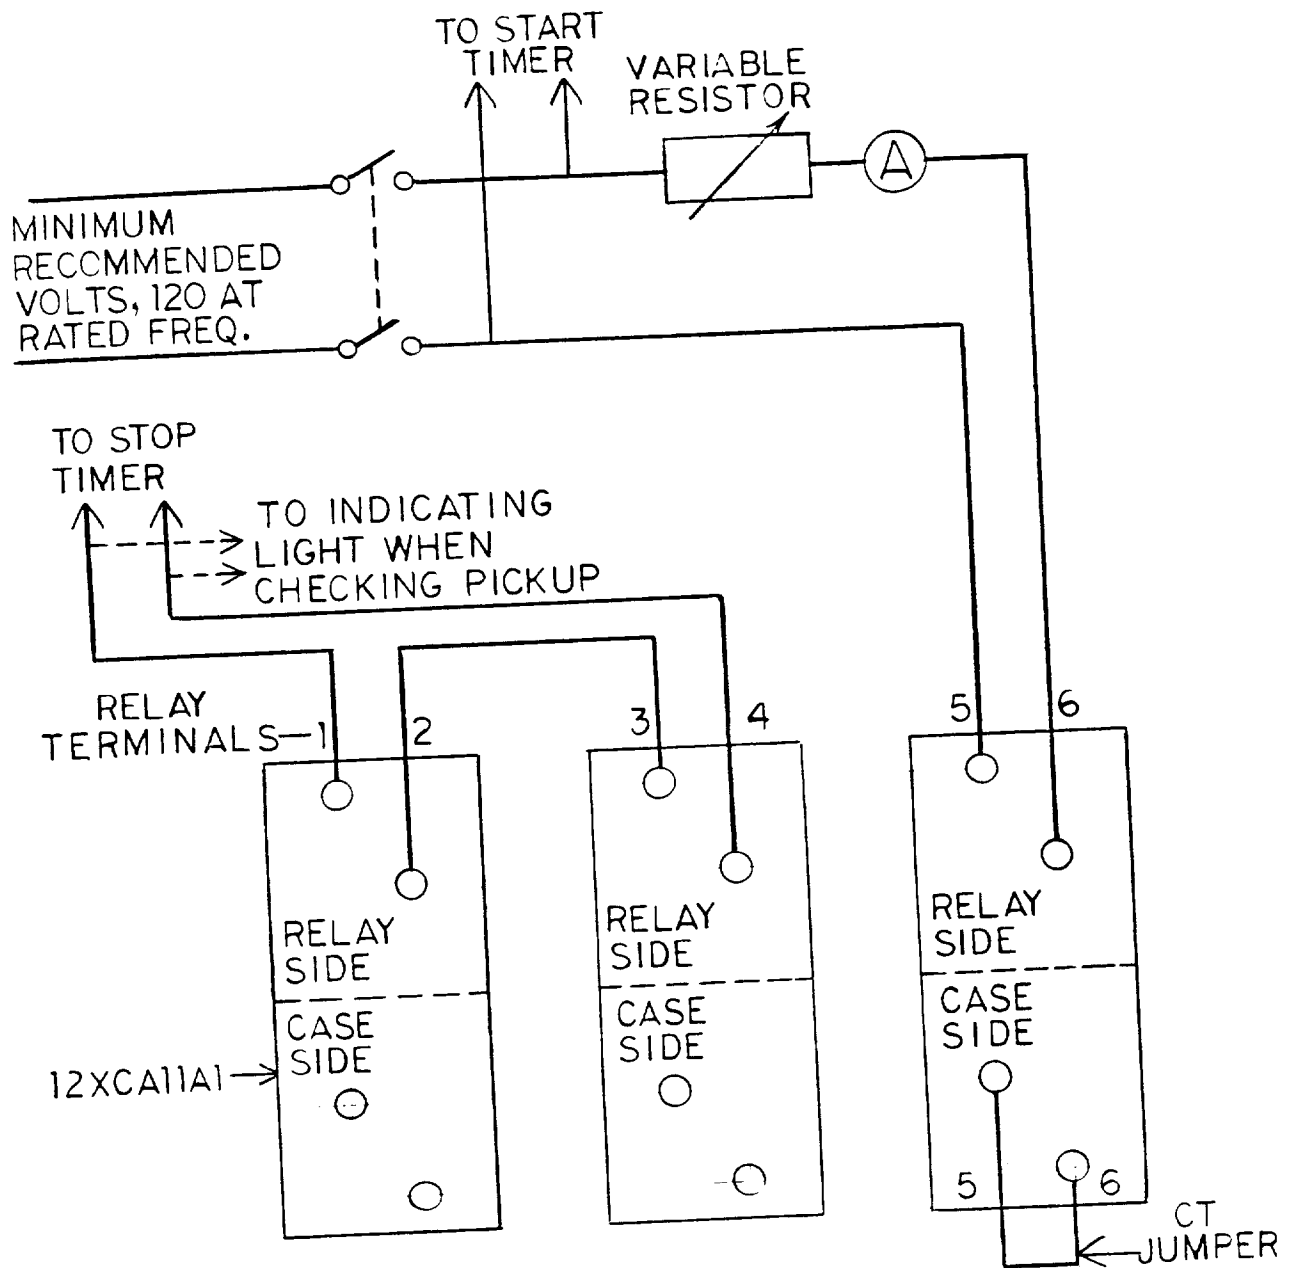 TO START
TIMER
VARIABLE
RESISTOR
A
MINIMUM
RECOMMENDED
VOLTS, 120 AT
RATED FREQ.
TO STOP
TIMER
TO INDICATING
LIGHT WHEN
CHECKING PICKUP
RELAY
TERMINALS—1
2
3
4
5
6
RELAY
SIDE
CASE
SIDE
RELAY
SIDE
CASE
SIDE
RELAY
SIDE
CASE
SIDE
12XCA11A1
5
6
CT
JUMPER